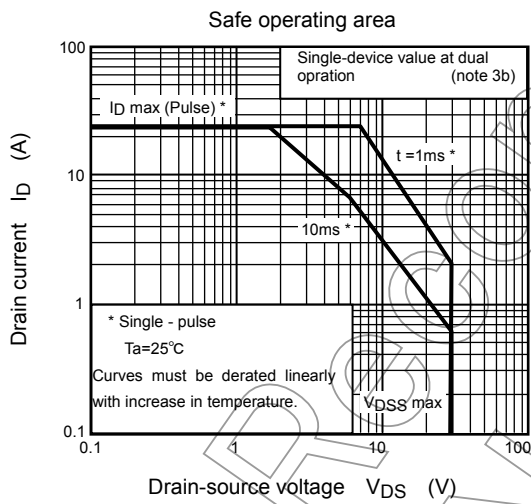 Safe operating area
100
Single-device value at dual
opration (note 3b)
ID max (Pulse) *
t =1ms *
10
10ms *
Drain current ID (A)
1
* Single - pulse
Ta=25°C
Curves must be derated linearly
with increase in temperature.
VDSS max
0.1
0.1 1 10 100
Drain-source voltage VDS (V)